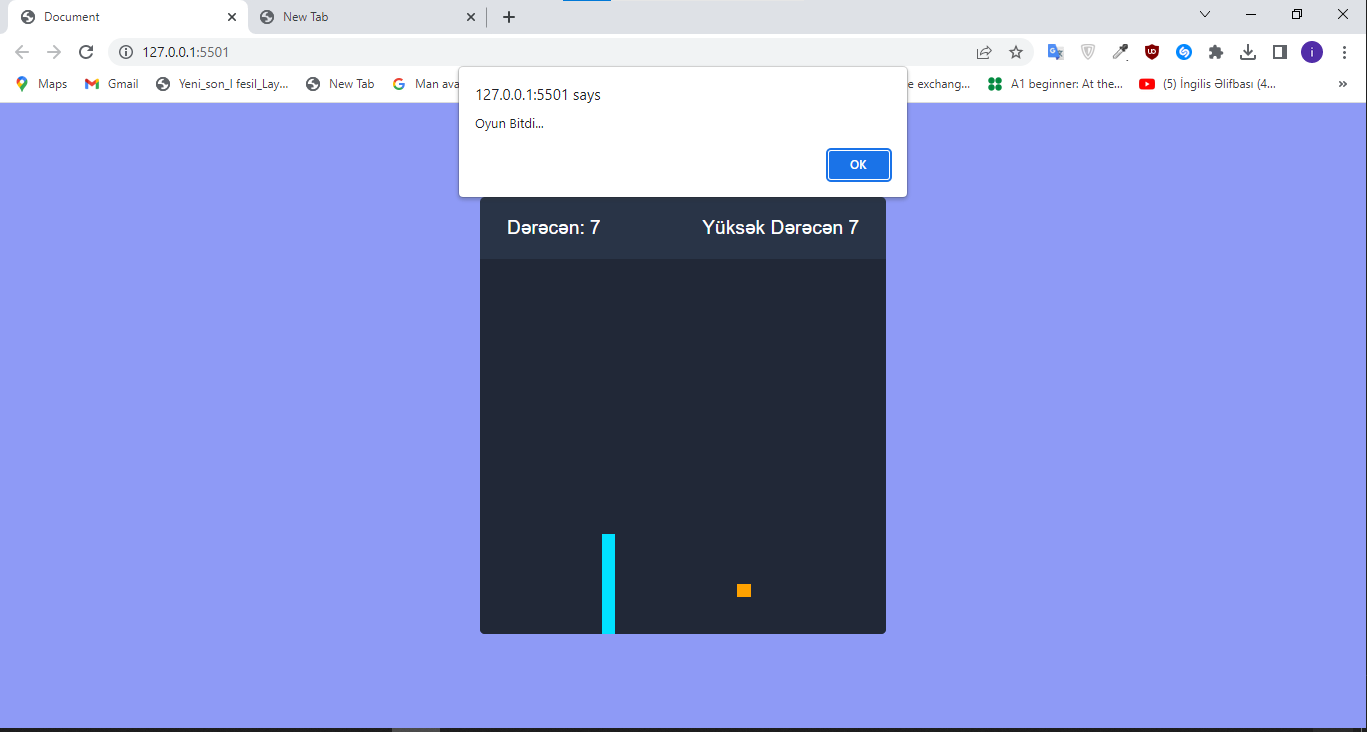 Document
New Tab
127.0.0.1:5501
Maps
Gmail
Yeni_son_I fesil_Lay...
New Tab
Man ava
e exchang...
A1 beginner: At the...
(5) İngilis Əlifbası (4...
»
127.0.0.1:5501 says
Oyun Bitdi...
OK
Dərəcən: 7
Yüksək Dərəcən 7